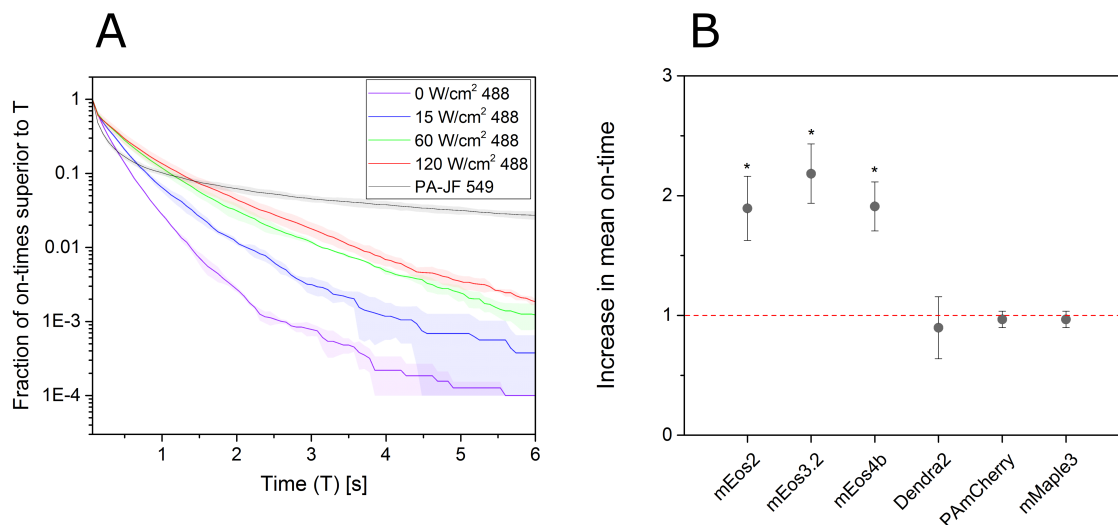 A
B
Fraction of on-times superior to T
1
0.1
0.01
1E-3
1E-4
0 W/cm² 488
15 W/cm² 488
60 W/cm² 488
120 W/cm² 488
PA-JF 549
1 2 3 4 5 6
Time (T) [s]
Increase in mean on-time
3
2
1
0
* * *
mEos2
mEos3.2
mEos4b
Dendra2
PAmCherry
mMaple3